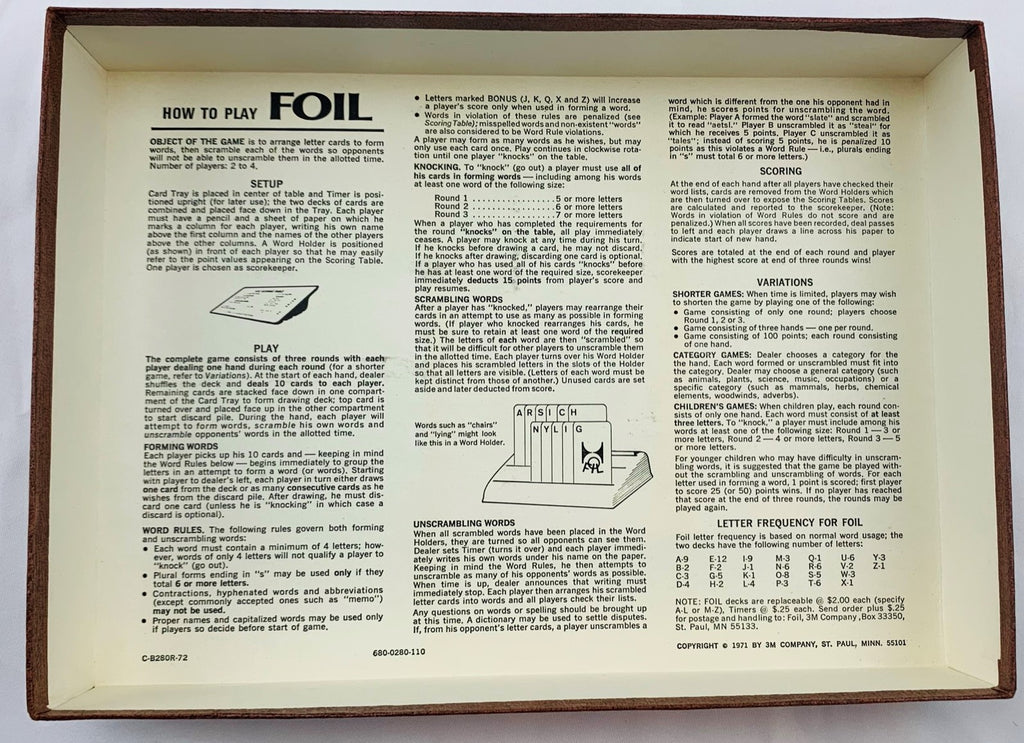 HOW TO PLAY FOIL
OBJECT OF THE GAME is to arrange letter cards to form
words, then scramble each of the words so opponents
will not be able to unscramble them in the allotted time.
Number of players: 2 to 4.
SETUP
Card Tray is placed in center of table and Timer is posi-
tioned upright (for later use); the two decks of cards are
combined and placed face down in the Tray. Each player
must have a pencil and a sheet of paper on which he
marks a column for each player, writing his own name
above the first column and the names of the other players
above the other columns. A Word Holder is positioned
(as shown) in front of each player so that he may easily
refer to the point values appearing on the Scoring Table.
One player is chosen as scorekeeper.
PLAY
The complete game consists of three rounds with each
player dealing one hand during each round (for a shorter
game, refer to Variations). At the start of each hand, dealer
shuffles the deck and deals 10 cards to each player.
Remaining cards are stacked face down in one compart-
ment of the Card Tray to form drawing deck; top card is
turned over and placed face up in the other compartment
to start discard pile. During the hand, each player will
attempt to form words, scramble his own words and
unscramble opponents' words in the allotted time.
FORMING WORDS
Each player picks up his 10 cards and — keeping in mind
the Word Rules below — begins immediately to group the
letters in an attempt to form a word (or words). Starting
with player to dealer's left, each player in turn either draws
one card from the deck or as many consecutive cards as he
wishes from the discard pile. After drawing, he must dis-
card one card (unless he is "knocking" in which case a
discard is optional).
WORD RULES. The following rules govern both forming
and unscrambling words:
• Each word must contain a minimum of 4 letters; how-
ever, words of only 4 letters will not qualify a player to
"knock" (go out).
• Plural forms ending in "s" may be used only if they
total 6 or more letters.
• Contractions, hyphenated words and abbreviations
(except commonly accepted ones such as "memo")
may not be used.
• Proper names and capitalized words may be used only
if players so decide before start of game.
C-B280R-72
• Letters marked BONUS (J, K, Q, X and Z) will increase
a player's score only when used in forming a word.
• Words in violation of these rules are penalized (see
Scoring Table); misspelled words and non-existent "words"
are also considered to be Word Rule violations.
A player may form as many words as he wishes, but may
only use each card once. Play continues in clockwise rota-
tion until one player "knocks" on the table.
KNOCKING. To "knock" (go out) a player must use all of
his cards in forming words — including among his words
at least one word of the following size:
Round 1 . . . . . . . . . . . . . . . . 5 or more letters
Round 2 . . . . . . . . . . . . . . . . 6 or more letters
Round 3 . . . . . . . . . . . . . . . . 7 or more letters
When a player who has completed the requirements for
the round "knocks" on the table, all play immediately
ceases. A player may knock at any time during his turn.
If he knocks before drawing a card, he may not discard.
If he knocks after drawing, discarding one card is optional.
If a player who has used all of his cards "knocks" before
he has at least one word of the required size, scorekeeper
immediately deducts 15 points from player's score and
play resumes.
SCRAMBLING WORDS
After a player has "knocked," players may rearrange their
cards in an attempt to use as many as possible in forming
words. (If player who knocked rearranges his cards, he
must be sure to retain at least one word of the required
size.) The letters of each word are then "scrambled" so
that it will be difficult for other players to unscramble them
in the allotted time. Each player turns over his Word Holder
and places his scrambled letters in the slots of the Holder
so that all letters are visible. (Letters of each word must be
kept distinct from those of another.) Unused cards are set
aside and later deducted from score.
Words such as "chairs"
and "lying" might look
like this in a Word Holder.
A R S I C H
N Y L I G
UNSCRAMBLING WORDS
When all scrambled words have been placed in the Word
Holders, they are turned so all opponents can see them.
Dealer sets Timer (turns it over) and each player immedi-
ately writes his own words under his name on the paper.
Keeping in mind the Word Rules, he then attempts to
unscramble as many of his opponents' words as possible.
When time is up, dealer announces that writing must
immediately stop. Each player then arranges his scrambled
letter cards into words and all players check their lists.
Any questions on words or spelling should be brought up
at this time. A dictionary may be used to settle disputes.
If, from his opponent's letter cards, a player unscrambles a
680-0280-110
word which is different from the one his opponent had in
mind, he scores points for unscrambling the word.
(Example: Player A formed the word "slate" and scrambled
it to read "aetsl." Player B unscrambled it as "steal" for
which he receives 5 points. Player C unscrambled it as
"tales"; instead of scoring 5 points, he is penalized 10
points as this violates a Word Rule — i.e., plurals ending
in "s" must total 6 or more letters.)
SCORING
At the end of each hand after all players have checked their
word lists, cards are removed from the Word Holders which
are then turned over to expose the Scoring Tables. Scores
are calculated and reported to the scorekeeper. (Note:
Words in violation of Word Rules do not score and are
penalized.) When all scores have been recorded, deal passes
to left and each player draws a line across his paper to
indicate start of new hand.
Scores are totaled at the end of each round and player
with the highest score at end of three rounds wins!
VARIATIONS
SHORTER GAMES: When time is limited, players may wish
to shorten the game by playing one of the following:
• Game consisting of only one round; players choose
Round 1, 2 or 3.
• Game consisting of three hands — one per round.
• Game consisting of 100 points; each round consisting
of one hand.
CATEGORY GAMES: Dealer chooses a category for
the hand. Each word formed or unscrambled must fit into
the category. Dealer may choose a general category (such
as animals, plants, science, music, occupations) or a
specific category (such as mammals, herbs, chemical
elements, woodwinds, adverbs).
CHILDREN'S GAMES: When children play, each round con-
sists of only one hand. Each word must consist of at least
three letters. To "knock," a player must include among his
words at least one of the following size: Round 1 — 3 or
more letters, Round 2 — 4 or more letters, Round 3 — 5
or more letters.
For younger children who may have difficulty in unscram-
bling words, it is suggested that the game be played with-
out the scrambling and unscrambling of words. For each
letter used in forming a word, 1 point is scored; first player
to score 25 (or 50) points wins. If no player has reached
that score at the end of three rounds, the rounds may be
played again.
LETTER FREQUENCY FOR FOIL
Foil letter frequency is based on normal word usage; the
two decks have the following number of letters:
A-9 E-12 I-9 M-3 Q-1 U-6 Y-3
B-2 F-2 J-1 N-6 R-6 V-2 Z-1
C-3 G-5 K-1 O-8 S-5 W-3
D-4 H-2 L-4 P-3 T-6 X-1
NOTE: FOIL decks are replaceable @ $2.00 each (specify
A-L or M-Z), Timers @ $.25 each. Send order plus $.25
for postage and handling to: Foil, 3M Company, Box 33350,
St. Paul, MN 55133.
COPYRIGHT © 1971 BY 3M COMPANY, ST. PAUL, MINN. 55101